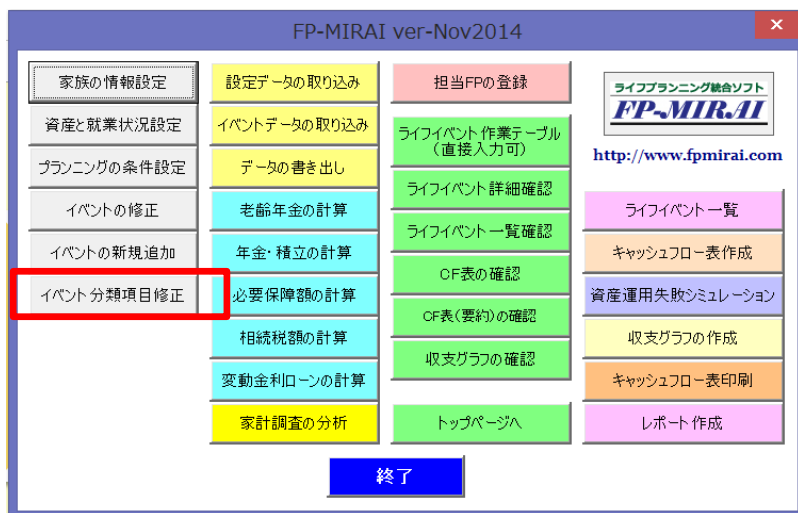 FP-MIRAI ver-Nov2014
家族の情報設定
資産と就業状況設定
プランニングの条件設定
イベントの修正
イベントの新規追加
イベント分類項目修正
設定データの取り込み
イベントデータの取り込み
データの書き出し
老齢年金の計算
年金・積立の計算
必要保障額の計算
相続税額の計算
変動金利ローンの計算
家計調査の分析
担当FPの登録
ライフイベント作業テーブル
(直接入力可)
ライフイベント詳細確認
ライフイベント一覧確認
CF表の確認
CF表(要約)の確認
収支グラフの確認
トップページへ
ライフプランニング統合ソフト
FP-MIRAI
http://www.fpmirai.com
ライフイベント一覧
キャッシュフロー表作成
資産運用失敗シミュレーション
収支グラフの作成
キャッシュフロー表印刷
レポート作成
終了